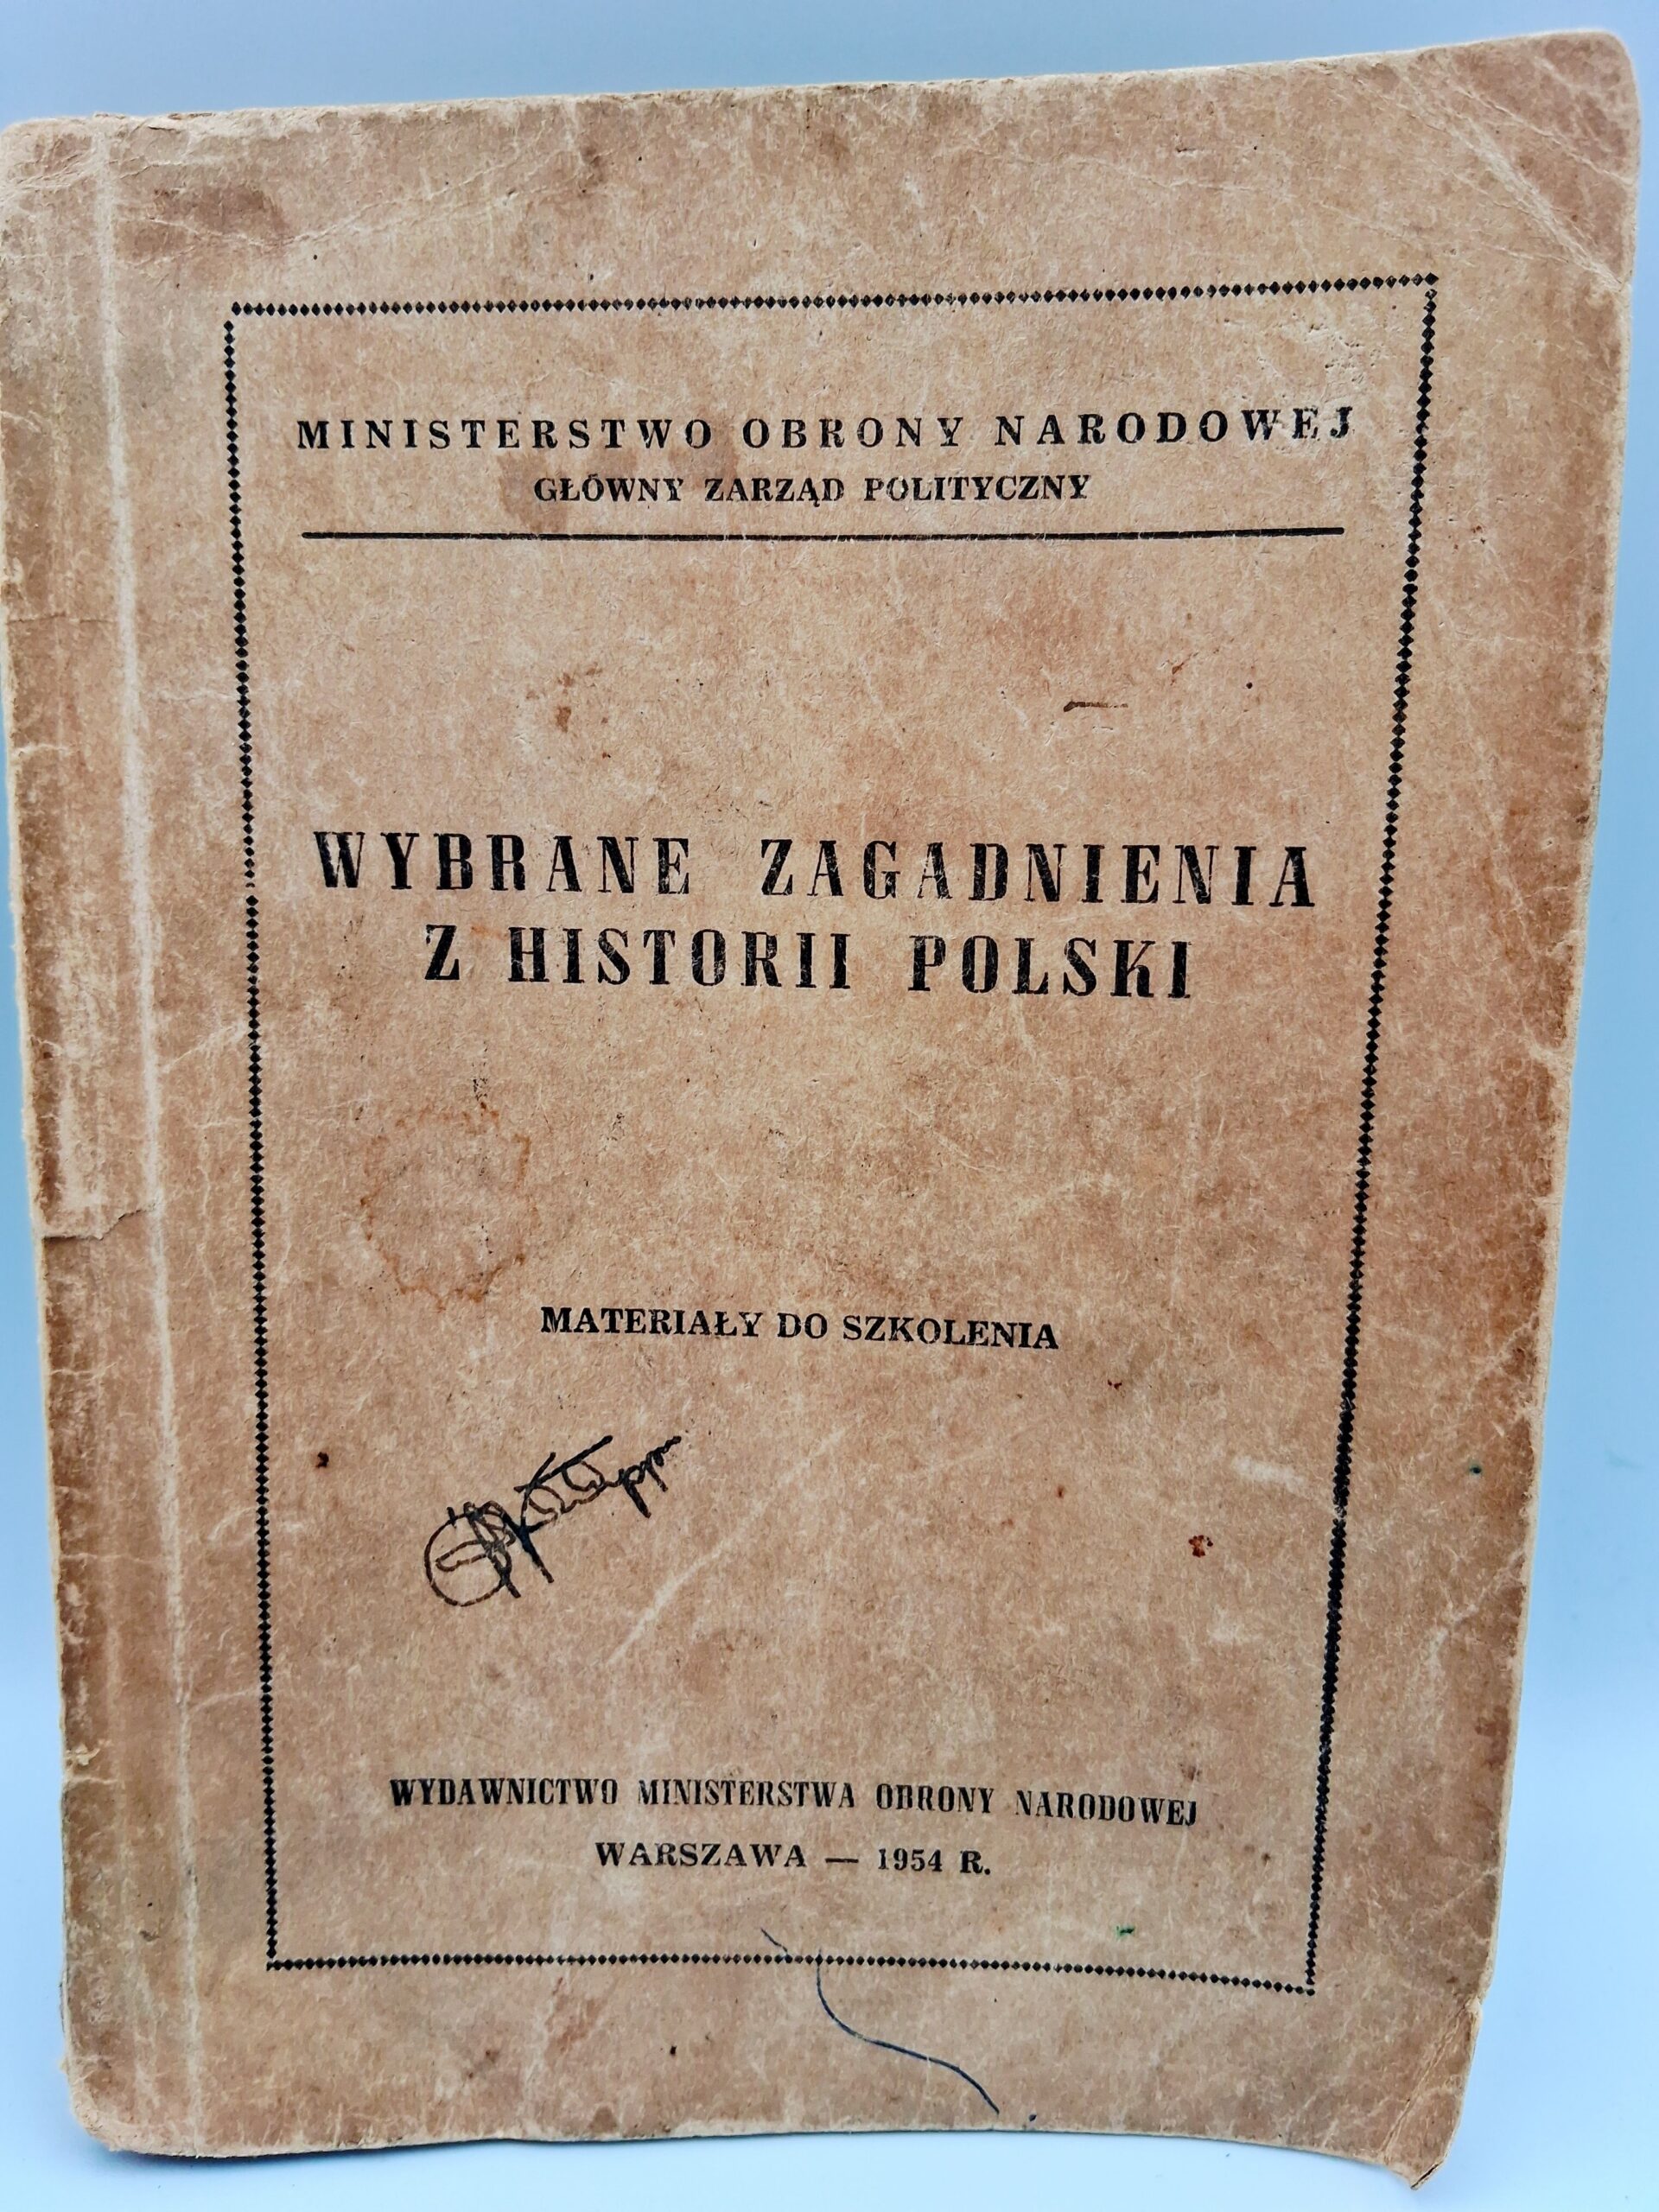 MINISTERSTWO OBRONY NARODOWEJ
GŁÓWNY ZARZĄD POLITYCZNY
WYBRANE ZAGADNIENIA
Z HISTORII POLSKI
MATERIAŁY DO SZKOLENIA
WYDAWNICTWO MINISTERSTWA OBRONY NARODOWEJ
WARSZAWA — 1954 R.